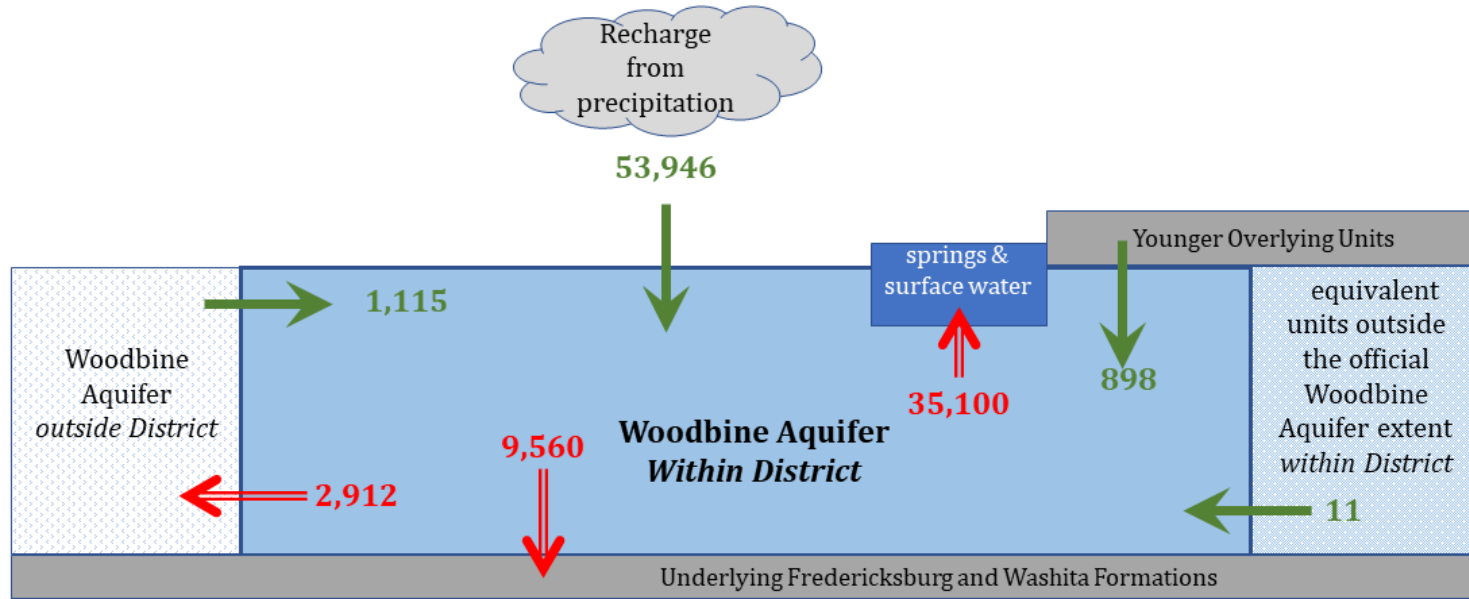 Recharge
from
precipitation
53,946
Younger Overlying Units
springs &
surface water
1,115
898
35,100
Woodbine
Aquifer
outside District
equivalent
units outside
the official
Woodbine
Aquifer extent
within District
Woodbine Aquifer
Within District
9,560
2,912
11
Underlying Fredericksburg and Washita Formations